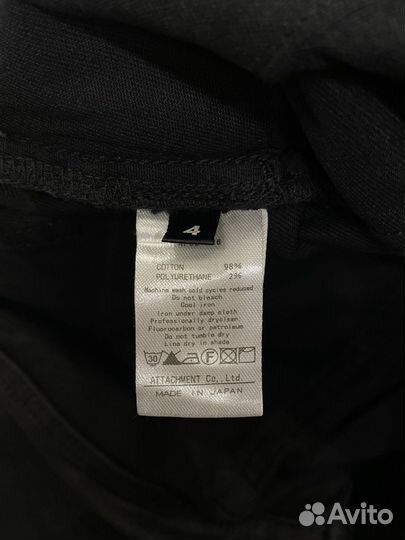 4
COTTON 98%
POLYURETHANE 2%
Machine wash cold cycles reduced
Do not bleach
Cool iron
Iron under damp cloth
Professionally dryclean
Fluorocarbon or petroleum
Do not tumble dry
Line dry in shade
30 F
ATTACHMENT Co., Ltd.
MADE IN JAPAN
Avito